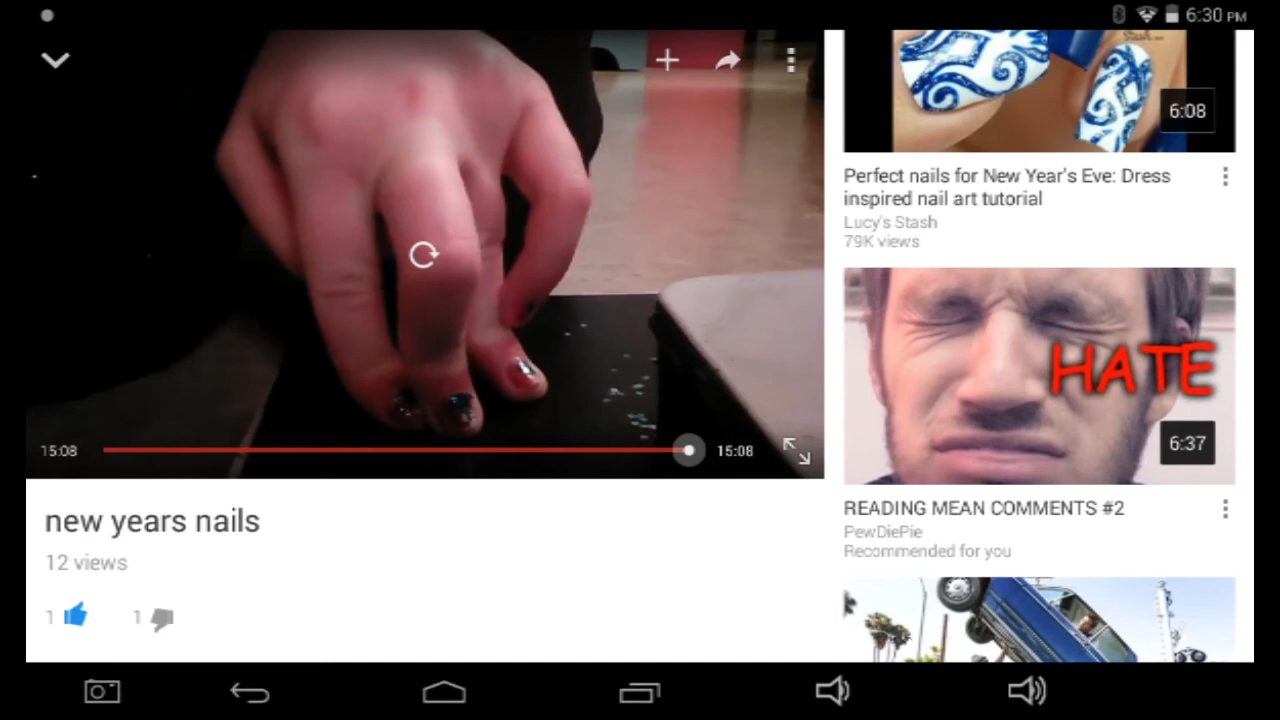 6:30 PM
15:08
15:08
new years nails
12 views
1
1
Stash
6:08
Perfect nails for New Year's Eve: Dress
inspired nail art tutorial
Lucy's Stash
79K views
HATE
6:37
READING MEAN COMMENTS #2
PewDiePie
Recommended for you